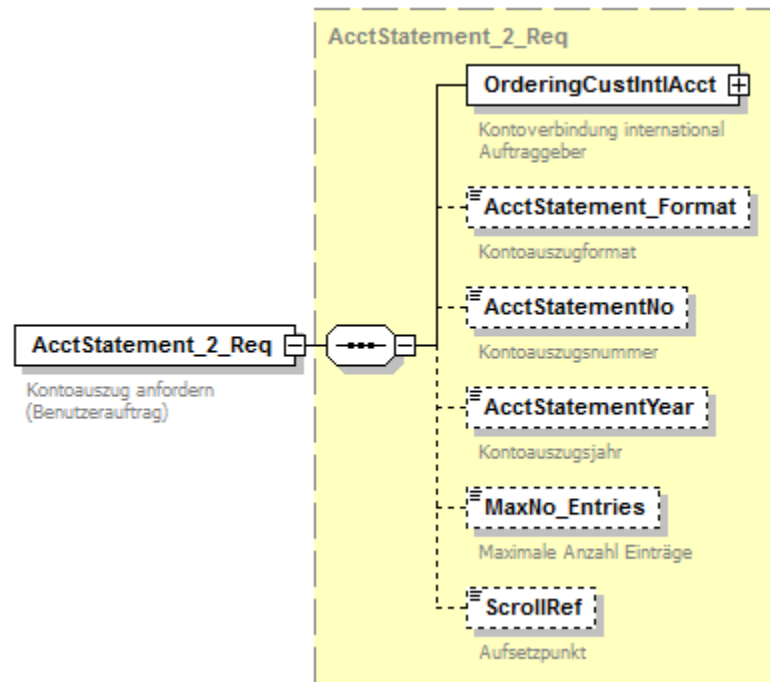 AcctStatement_2_Req
OrderingCustIntlAcct
Kontoverbindung international
Auftraggeber
AcctStatement_Format
Kontoauszugformat
AcctStatementNo
Kontoauszugsnummer
AcctStatement_2_Req
Kontoauszug anfordern
(Benutzerauftrag)
AcctStatementYear
Kontoauszugsjahr
MaxNo_Entries
Maximale Anzahl Einträge
ScrollRef
Aufsetzpunkt